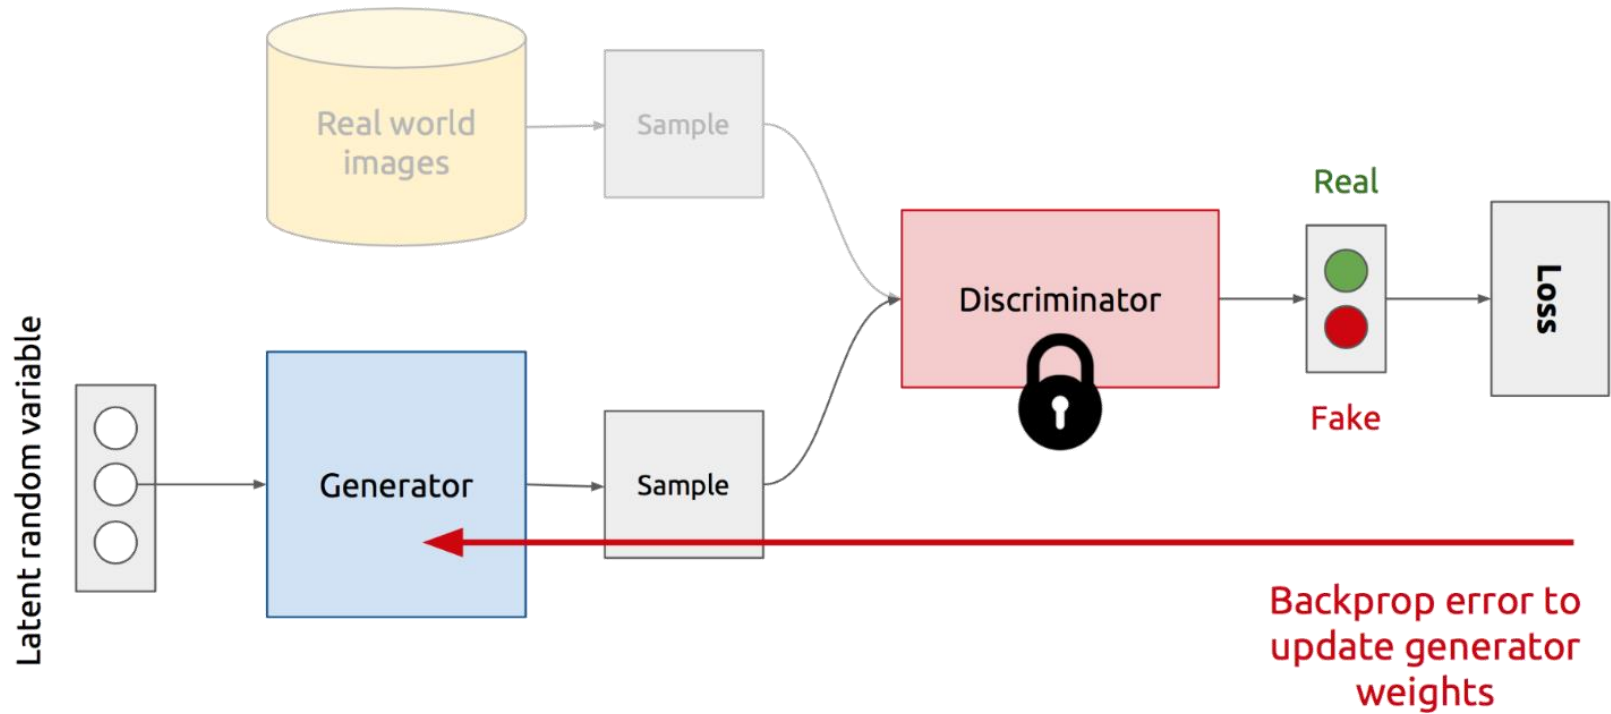 Real world
images
Sample
Real
Discriminator
Loss
Fake
Latent random variable
Generator
Sample
Backprop error to
update generator
weights